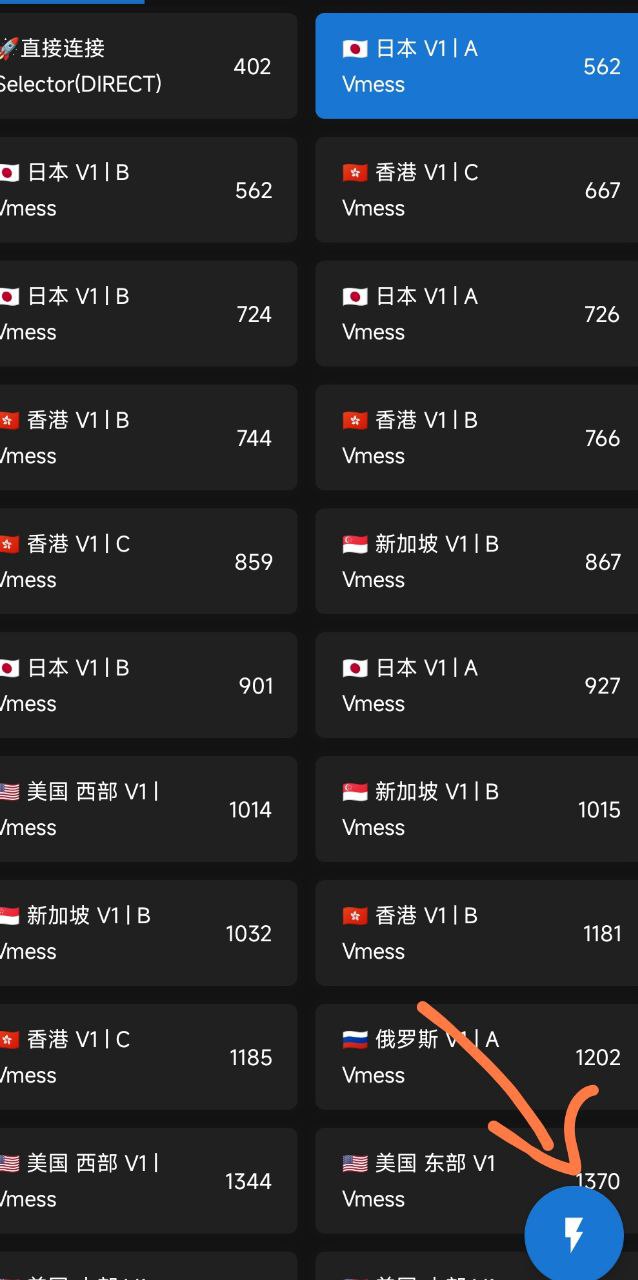 🚀直接连接
Selector(DIRECT)
402
🇯🇵 日本 V1 | A
Vmess
562
🇯🇵 日本 V1 | B
Vmess
562
🇭🇰 香港 V1 | C
Vmess
667
🇯🇵 日本 V1 | B
Vmess
724
🇯🇵 日本 V1 | A
Vmess
726
🇭🇰 香港 V1 | B
Vmess
744
🇭🇰 香港 V1 | B
Vmess
766
🇭🇰 香港 V1 | C
Vmess
859
🇸🇬 新加坡 V1 | B
Vmess
867
🇯🇵 日本 V1 | B
Vmess
901
🇯🇵 日本 V1 | A
Vmess
927
🇺🇸 美国 西部 V1 |
Vmess
1014
🇸🇬 新加坡 V1 | B
Vmess
1015
🇸🇬 新加坡 V1 | B
Vmess
1032
🇭🇰 香港 V1 | B
Vmess
1181
🇭🇰 香港 V1 | C
Vmess
1185
🇷🇺 俄罗斯 V1 | A
Vmess
1202
🇺🇸 美国 西部 V1 |
Vmess
1344
🇺🇸 美国 东部 V1
Vmess
1370